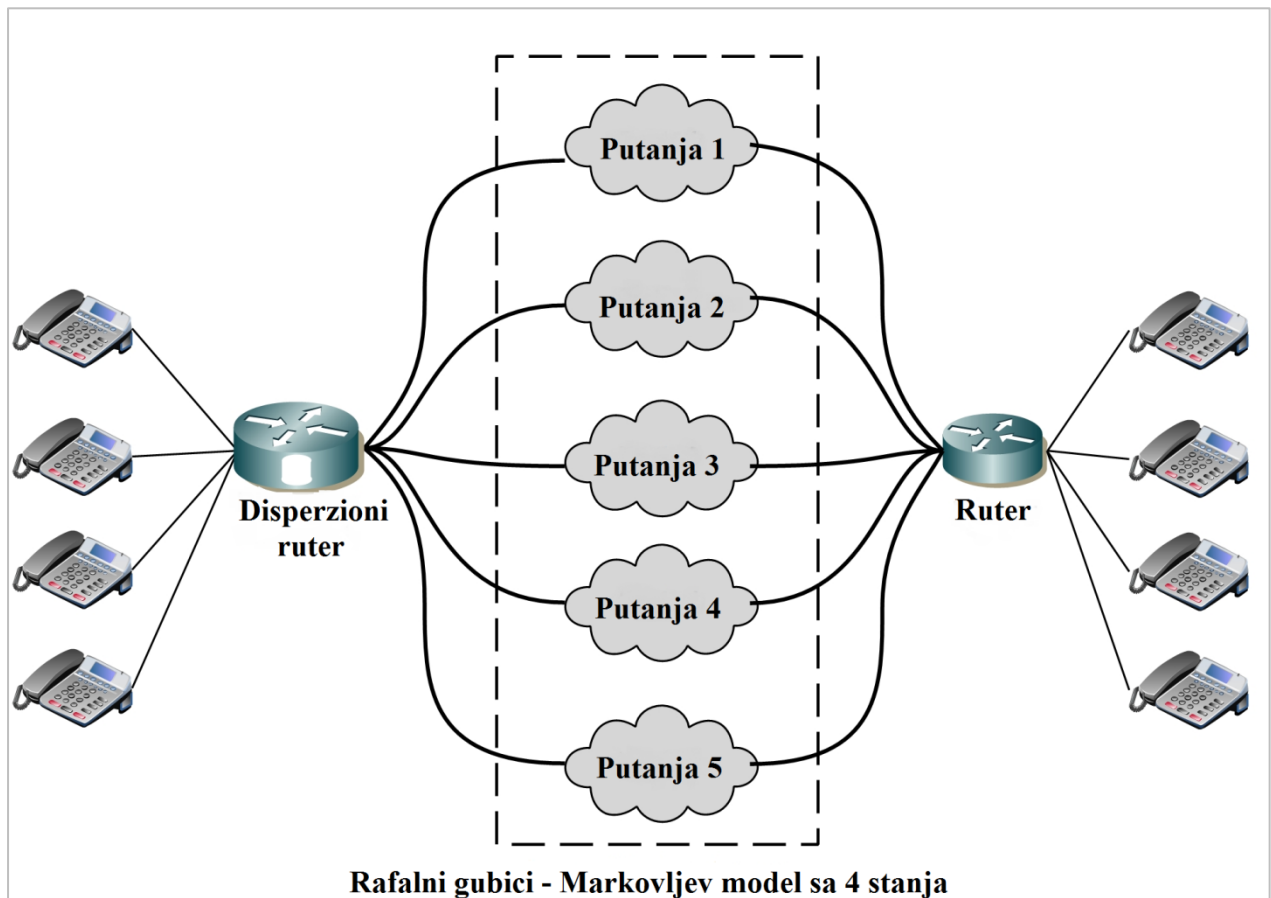 Putanja 1
Putanja 2
Putanja 3
Putanja 4
Putanja 5
Disperzioni
ruter
Ruter
Rafalni gubici - Markovljev model sa 4 stanja